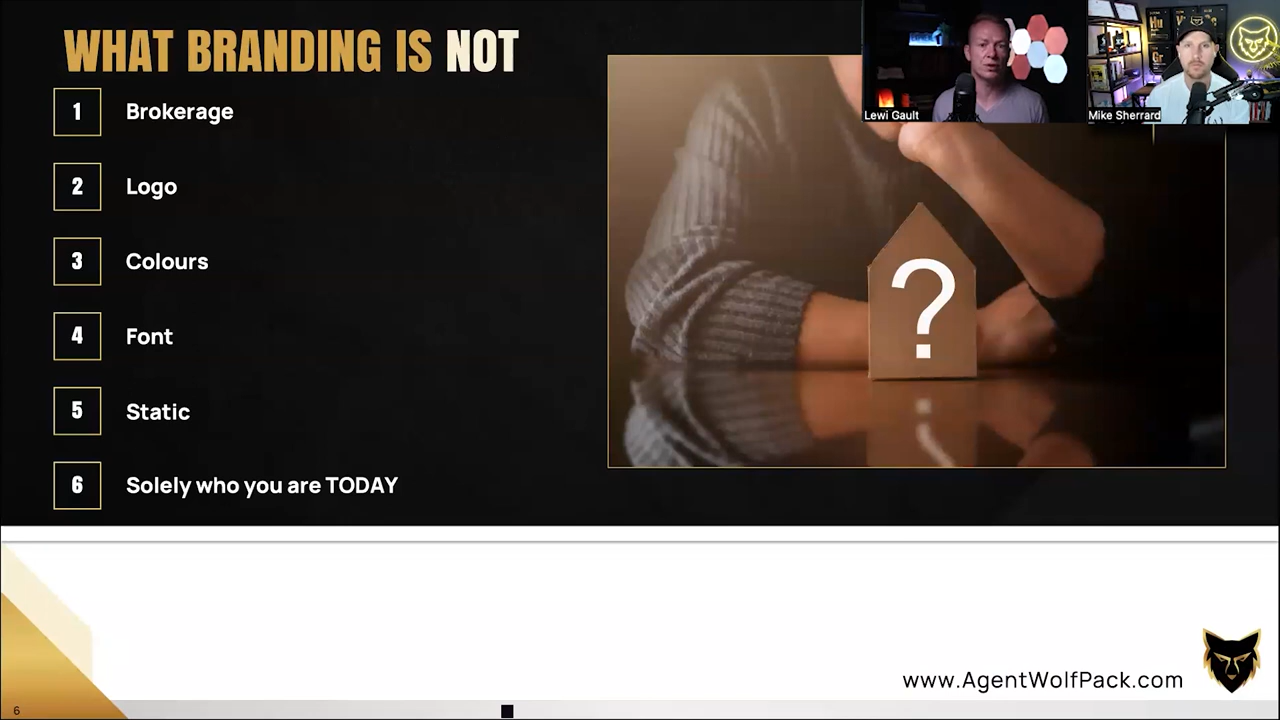 WHAT BRANDING IS NOT
1 Brokerage
2 Logo
3 Colours
4 Font
5 Static
6 Solely who you are TODAY
?
Lewi Gault
Mike Sherrard
www.AgentWolfPack.com
6